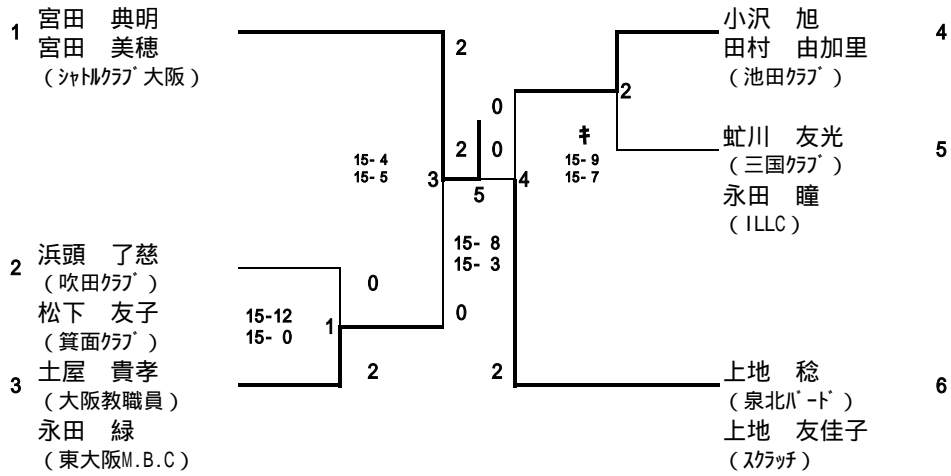 1
宮田 典明
宮田 美穂
(ｼｬﾄﾙｸﾗﾌﾞ大阪)
2
浜頭 了慈
(吹田ｸﾗﾌﾞ)
松下 友子
(箕面ｸﾗﾌﾞ)
3
土屋 貴孝
(大阪教職員)
永田 緑
(東大阪M.B.C)
15-12
15- 0
1
0
2
15- 4
15- 5
3
2
0
2
0
5
15- 8
15- 3
0
4
2
キ
15- 9
15- 7
2
小沢 旭
田村 由加里
(池田ｸﾗﾌﾞ)
4
虻川 友光
(三国ｸﾗﾌﾞ)
永田 瞳
(ILLC)
5
上地 稔
(泉北ﾊﾞｰﾄﾞ)
上地 友佳子
(ｽｸﾗｯﾁ)
6